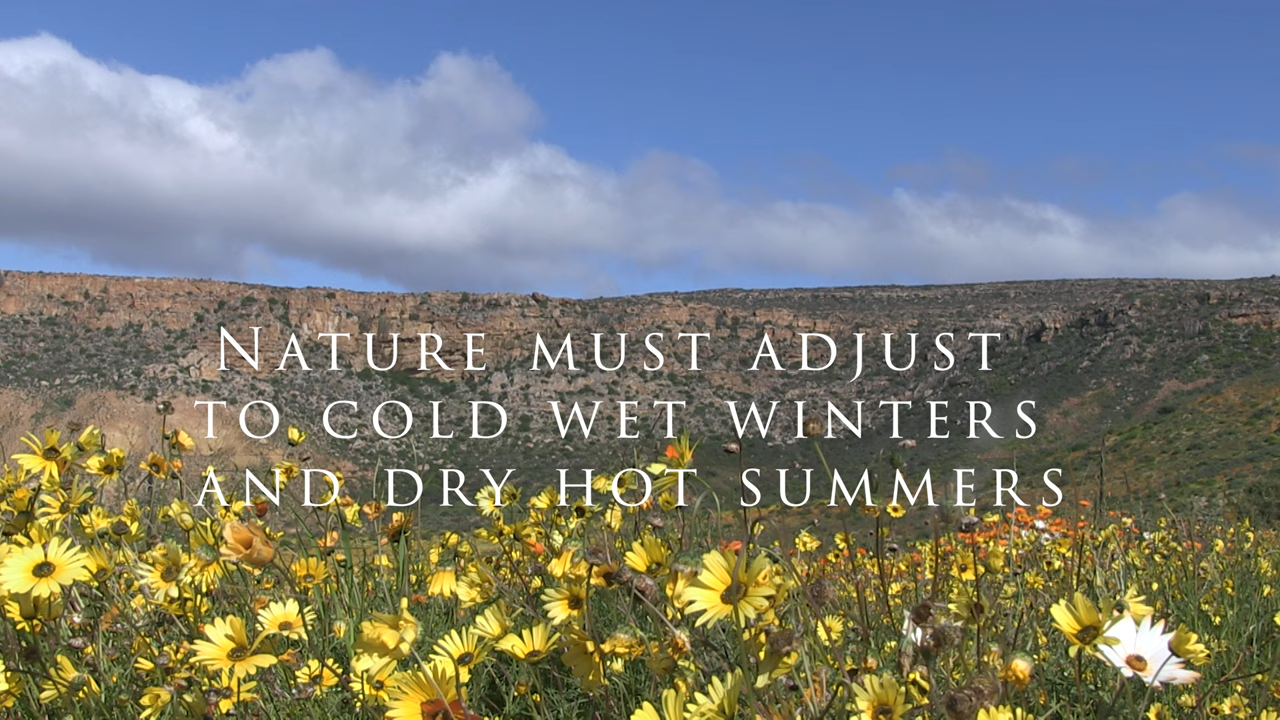 Nature must adjust
to cold wet winters
and dry hot summers